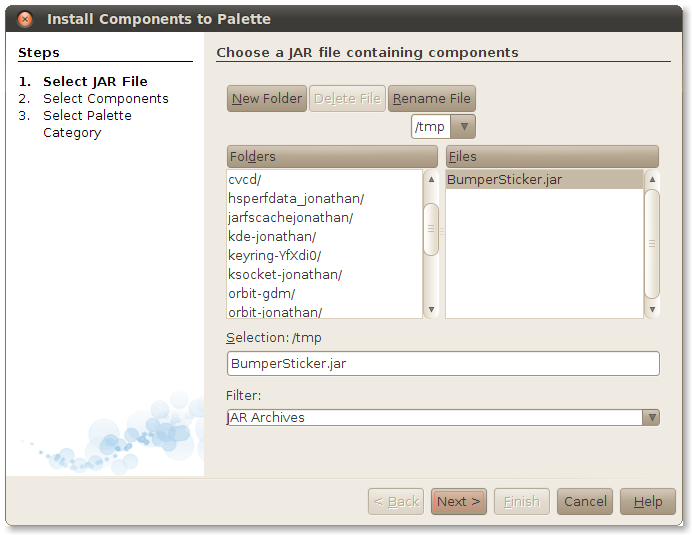 Install Components to Palette
Steps
1. Select JAR File
2. Select Components
3. Select Palette
Category
Choose a JAR file containing components
New Folder Delete File Rename File
/tmp
Folders
cvcd/
hsperfdata_jonathan/
jarfscachejonathan/
kde-jonathan/
keyring-YfXdi0/
ksocket-jonathan/
orbit-gdm/
orbit-jonathan/
Files
BumperSticker.jar
Selection: /tmp
BumperSticker.jar
Filter:
JAR Archives
< Back Next > Finish Cancel Help